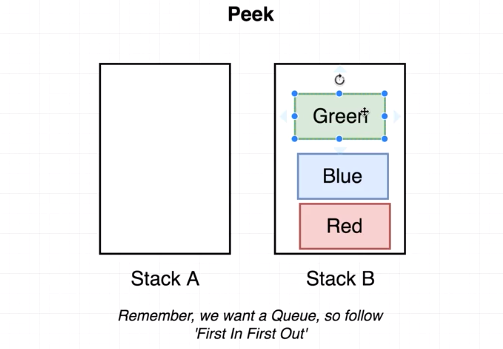 Peek
Green
Blue
Red
Stack A
Stack B
Remember, we want a Queue, so follow
'First In First Out'